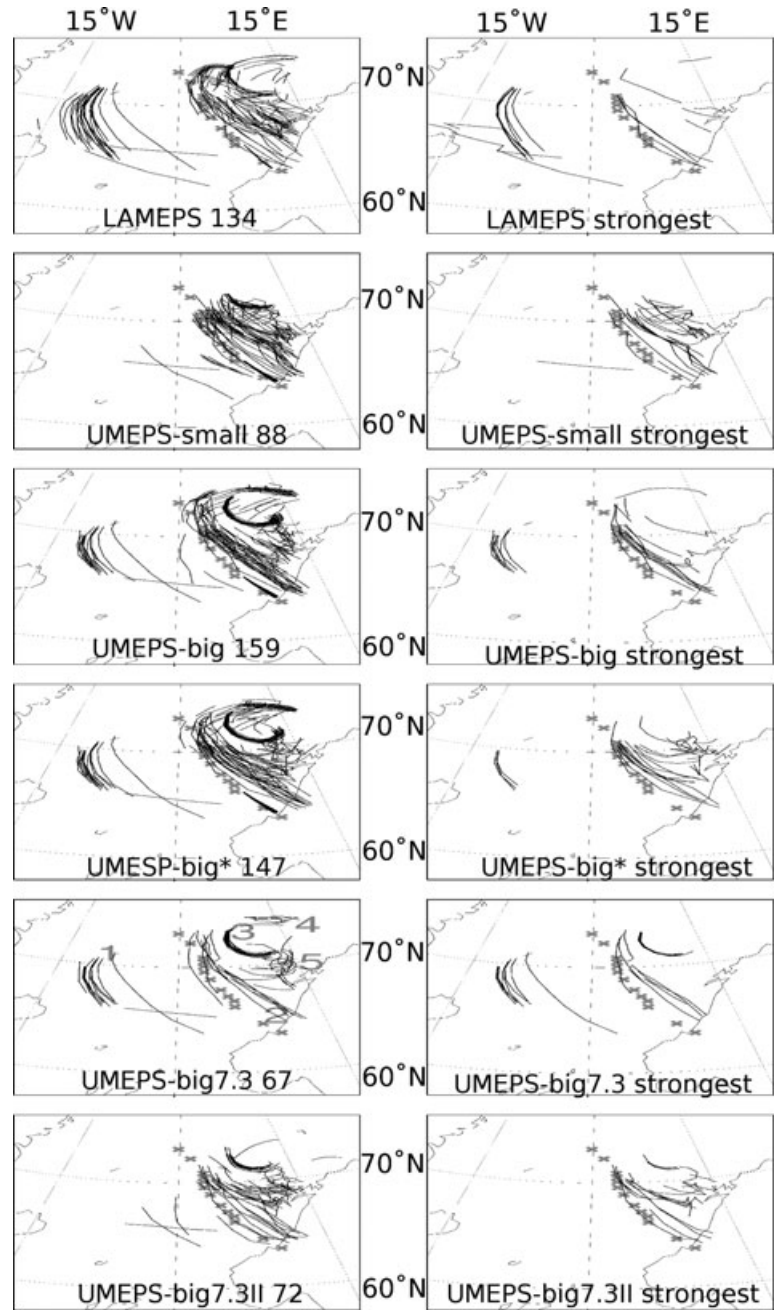 15˚W 15˚E 15˚W 15˚E
70˚N
60˚N
LAMEPS 134 LAMEPS strongest
70˚N
60˚N
UMEPS-small 88 UMEPS-small strongest
70˚N
60˚N
UMEPS-big 159 UMEPS-big strongest
70˚N
60˚N
UMESP-big* 147 UMEPS-big* strongest
1 3 4
70˚N
5
2
60˚N
UMEPS-big7.3 67 UMEPS-big7.3 strongest
70˚N
60˚N
UMEPS-big7.3II 72 UMEPS-big7.3II strongest